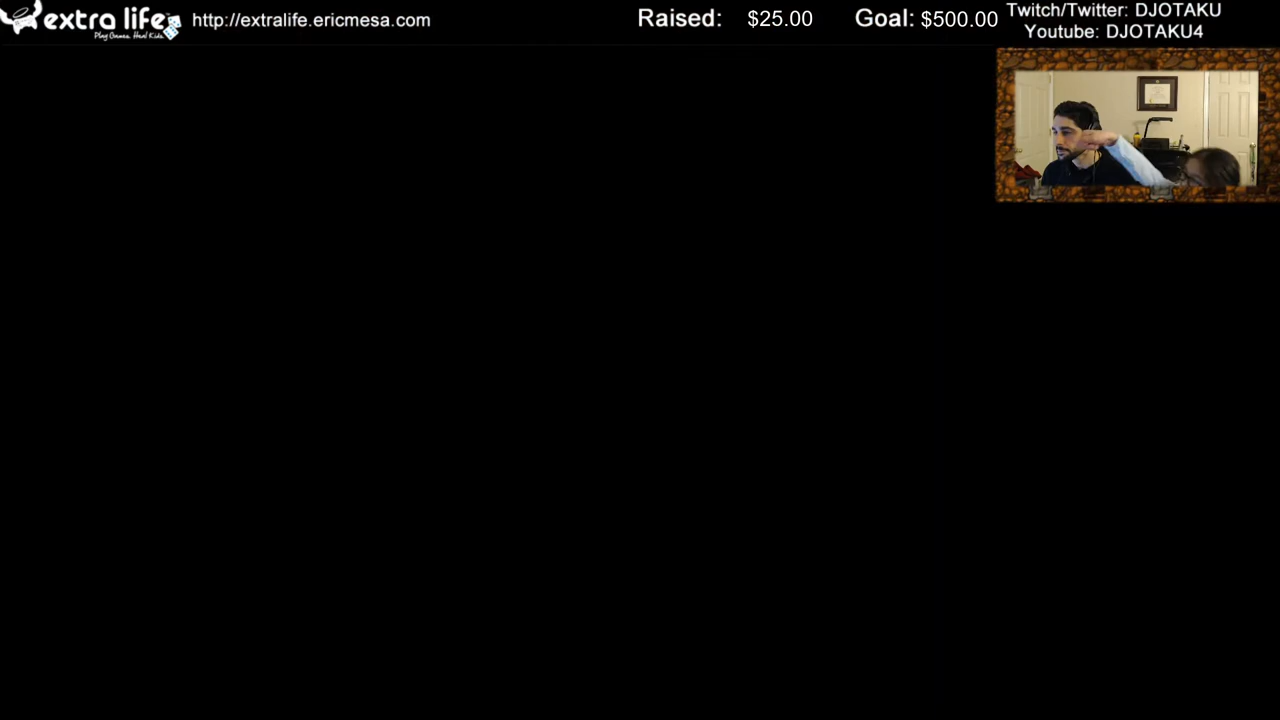 extra life
Play Games. Heal Kids.
http://extralife.ericmesa.com
Raised: $25.00
Goal: $500.00
Twitch/Twitter: DJOTAKU
Youtube: DJOTAKU4